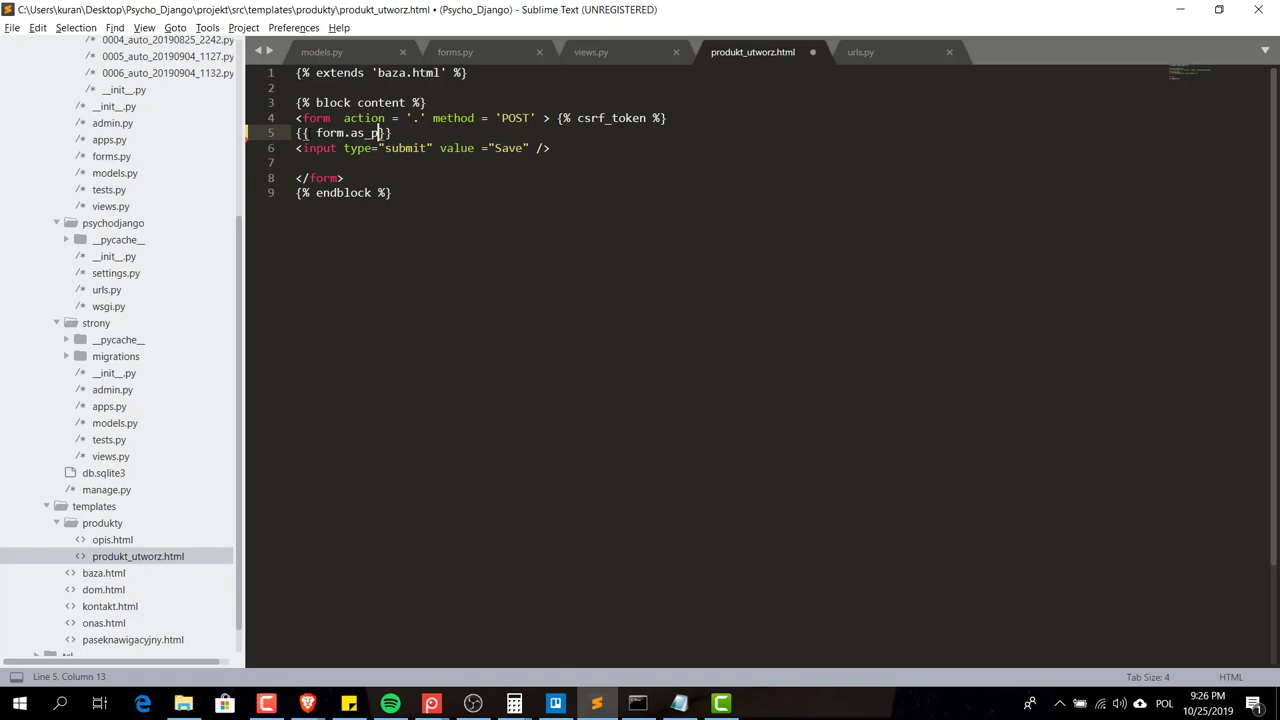 C:\Users\kuran\Desktop\Psycho_Django\projekt\src\templates\produkty\produkt_utworz.html • (Psycho_Django) - Sublime Text (UNREGISTERED)
File Edit Selection Find View Goto Tools Project Preferences Help
models.py × forms.py × views.py × produkt_utworz.html urls.py ×
0004_auto_20190825_2242.py
0005_auto_20190904_1127.py
0006_auto_20190904_1132.py
__init__.py
__init__.py
admin.py
apps.py
forms.py
models.py
tests.py
views.py
psychodjango
__pycache__
__init__.py
settings.py
urls.py
wsgi.py
strony
__pycache__
migrations
__init__.py
admin.py
apps.py
models.py
tests.py
views.py
db.sqlite3
manage.py
templates
produkty
opis.html
produkt_utworz.html
baza.html
dom.html
kontakt.html
onas.html
paseknawigacyjny.html
1 {% extends 'baza.html' %}
2
3 {% block content %}
4 <form  action = '.' method = 'POST' > {% csrf_token %}
5 {{ form.as_p}}
6 <input type="submit" value ="Save" />
7
8 </form>
9 {% endblock %}
Line 5, Column 13 Tab Size: 4 HTML
POL 9:26 PM
10/25/2019